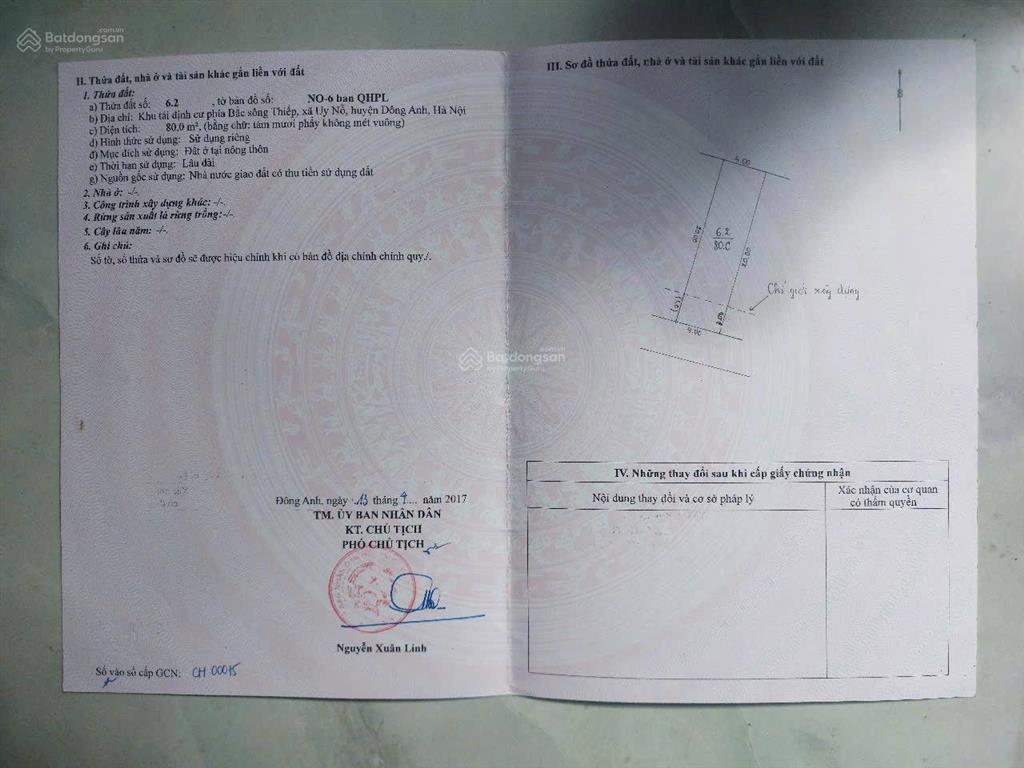 Batdongsan
.com.vn
by PropertyGuru
II. Thửa đất, nhà ở và tài sản khác gắn liền với đất
1. Thửa đất:
a) Thửa đất số: 6.2 , tờ bản đồ số: NO-6 bản QHPL
b) Địa chỉ: Khu tái định cư phía Bắc sông Thiếp, xã Uy Nỗ, huyện Đông Anh, Hà Nội
c) Diện tích: 80,0 m², (bằng chữ: tám mươi phẩy không mét vuông)
d) Hình thức sử dụng: Sử dụng riêng
đ) Mục đích sử dụng: Đất ở tại nông thôn
e) Thời hạn sử dụng: Lâu dài
g) Nguồn gốc sử dụng: Nhà nước giao đất có thu tiền sử dụng đất
2. Nhà ở: -/-.
3. Công trình xây dựng khác: -/-.
4. Rừng sản xuất là rừng trồng:-/-.
5. Cây lâu năm: -/-.
6. Ghi chú:
Số tờ, số thửa và sơ đồ sẽ được hiệu chỉnh khi có bản đồ địa chính chính quy./.
Đông Anh, ngày 13 tháng 9 năm 2017
TM. ỦY BAN NHÂN DÂN
KT. CHỦ TỊCH
PHÓ CHỦ TỊCH
Nguyễn Xuân Linh
Số vào sổ cấp GCN: CH 00075
III. Sơ đồ thửa đất, nhà ở và tài sản khác gắn liền với đất
B
4.00
20.00
6.2
80.0
20.00
Chỉ giới xây dựng
4.00
Batdongsan
.com.vn
by PropertyGuru
IV. Những thay đổi sau khi cấp giấy chứng nhận
Nội dung thay đổi và cơ sở pháp lý
Xác nhận của cơ quan
có thẩm quyền